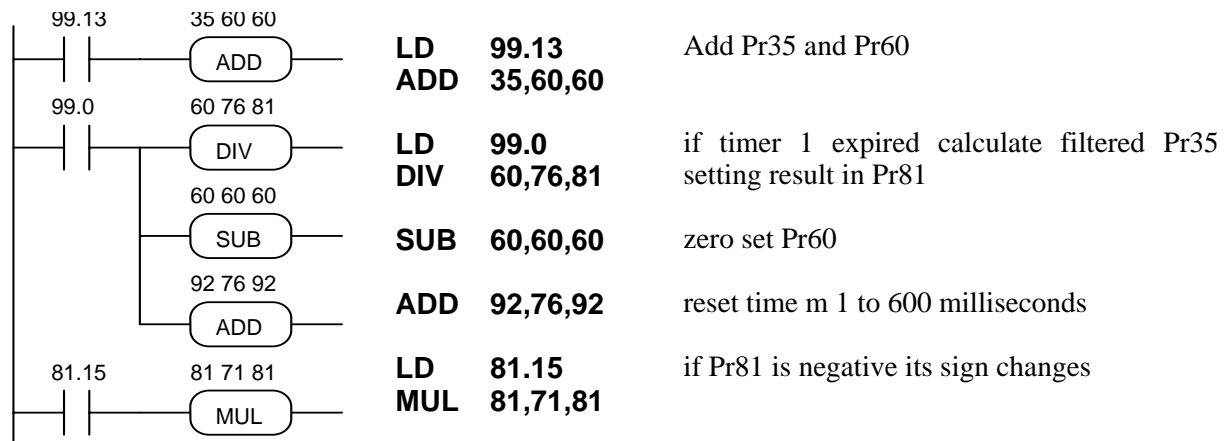 99.13 35 60 60
ADD
LD 99.13 Add Pr35 and Pr60
ADD 35,60,60
99.0 60 76 81
DIV
LD 99.0 if timer 1 expired calculate filtered Pr35
DIV 60,76,81 setting result in Pr81
60 60 60
SUB
SUB 60,60,60 zero set Pr60
92 76 92
ADD
ADD 92,76,92 reset time m 1 to 600 milliseconds
81.15 81 71 81
MUL
LD 81.15 if Pr81 is negative its sign changes
MUL 81,71,81